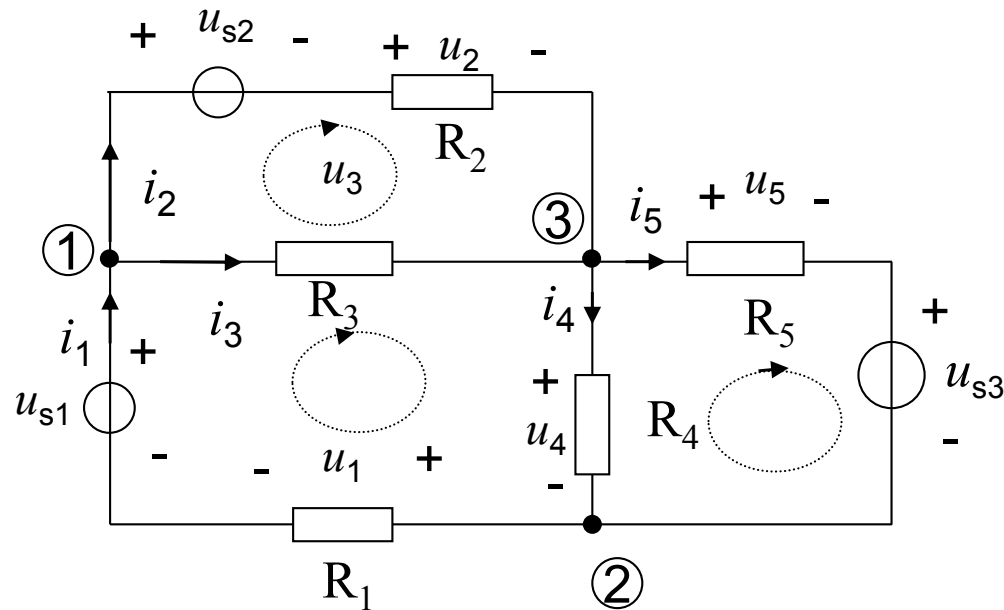 + u_s2 - + u_2 -
R_2
i_2 u_3
① ③ i_5 + u_5 -
R_3
i_1 i_3 i_4 R_5 +
+ +
u_s1 u_4 R_4 u_s3
- - u_1 + - -
R_1 ②